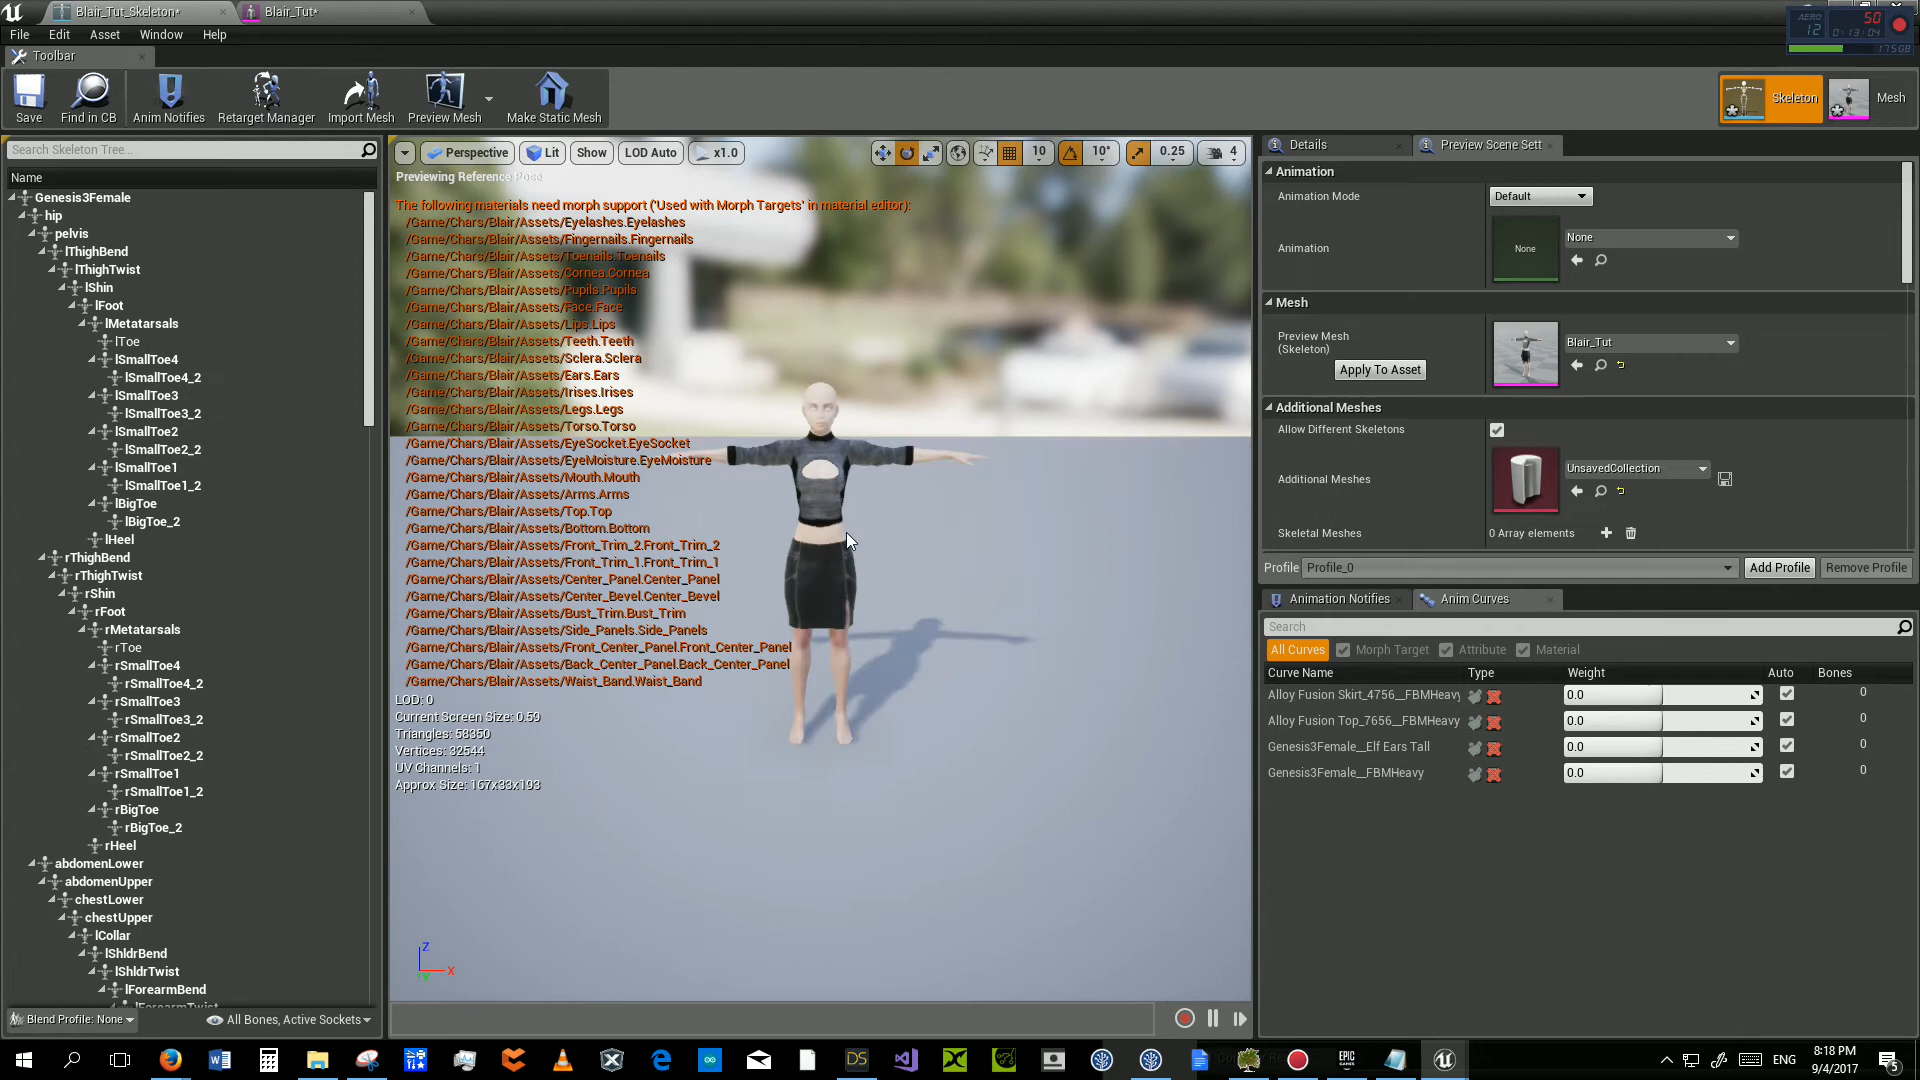 Blair_Tut_Skeleton*
Blair_Tut*
File Edit Asset Window Help
AERO 12 50 0:13:04
175GB
Toolbar
Save
Find in CB
Anim Notifies
Retarget Manager
Import Mesh
Preview Mesh
Make Static Mesh
Skeleton
Mesh
Search Skeleton Tree...
Name
Genesis3Female
hip
pelvis
lThighBend
lThighTwist
lShin
lFoot
lMetatarsals
lToe
lSmallToe4
lSmallToe4_2
lSmallToe3
lSmallToe3_2
lSmallToe2
lSmallToe2_2
lSmallToe1
lSmallToe1_2
lBigToe
lBigToe_2
lHeel
rThighBend
rThighTwist
rShin
rFoot
rMetatarsals
rToe
rSmallToe4
rSmallToe4_2
rSmallToe3
rSmallToe3_2
rSmallToe2
rSmallToe2_2
rSmallToe1
rSmallToe1_2
rBigToe
rBigToe_2
rHeel
abdomenLower
abdomenUpper
chestLower
chestUpper
lCollar
lShldrBend
lShldrTwist
lForearmBend
lForearmTwist
Blend Profile: None
All Bones, Active Sockets
Perspective Lit Show LOD Auto x1.0 10 10° 0.25 4
Previewing Reference Pose
The following materials need morph support ('Used with Morph Targets' in material editor):
/Game/Chars/Blair/Assets/Eyelashes.Eyelashes
/Game/Chars/Blair/Assets/Fingernails.Fingernails
/Game/Chars/Blair/Assets/Toenails.Toenails
/Game/Chars/Blair/Assets/Cornea.Cornea
/Game/Chars/Blair/Assets/Pupils.Pupils
/Game/Chars/Blair/Assets/Face.Face
/Game/Chars/Blair/Assets/Lips.Lips
/Game/Chars/Blair/Assets/Teeth.Teeth
/Game/Chars/Blair/Assets/Sclera.Sclera
/Game/Chars/Blair/Assets/Ears.Ears
/Game/Chars/Blair/Assets/Irises.Irises
/Game/Chars/Blair/Assets/Legs.Legs
/Game/Chars/Blair/Assets/Torso.Torso
/Game/Chars/Blair/Assets/EyeSocket.EyeSocket
/Game/Chars/Blair/Assets/EyeMoisture.EyeMoisture
/Game/Chars/Blair/Assets/Mouth.Mouth
/Game/Chars/Blair/Assets/Arms.Arms
/Game/Chars/Blair/Assets/Top.Top
/Game/Chars/Blair/Assets/Bottom.Bottom
/Game/Chars/Blair/Assets/Front_Trim_2.Front_Trim_2
/Game/Chars/Blair/Assets/Front_Trim_1.Front_Trim_1
/Game/Chars/Blair/Assets/Center_Panel.Center_Panel
/Game/Chars/Blair/Assets/Center_Bevel.Center_Bevel
/Game/Chars/Blair/Assets/Bust_Trim.Bust_Trim
/Game/Chars/Blair/Assets/Side_Panels.Side_Panels
/Game/Chars/Blair/Assets/Front_Center_Panel.Front_Center_Panel
/Game/Chars/Blair/Assets/Back_Center_Panel.Back_Center_Panel
/Game/Chars/Blair/Assets/Waist_Band.Waist_Band
LOD: 0
Current Screen Size: 0.59
Triangles: 58350
Vertices: 32544
UV Channels: 1
Approx Size: 167x33x193
Z
X
Y
Details
Preview Scene Sett
Animation
Animation Mode Default
Animation None None
Mesh
Preview Mesh
(Skeleton)
Apply To Asset
Blair_Tut
Additional Meshes
Allow Different Skeletons
Additional Meshes UnsavedCollection
Skeletal Meshes 0 Array elements
Profile Profile_0 Add Profile Remove Profile
Animation Notifies
Anim Curves
Search
All Curves Morph Target Attribute Material
Curve Name Type Weight Auto Bones
Alloy Fusion Skirt_4756__FBMHeavy 0.0 0
Alloy Fusion Top_7656__FBMHeavy 0.0 0
Genesis3Female__Elf Ears Tall 0.0 0
Genesis3Female__FBMHeavy 0.0 0
DS
EPIC GAMES
ENG
8:18 PM
9/4/2017
5